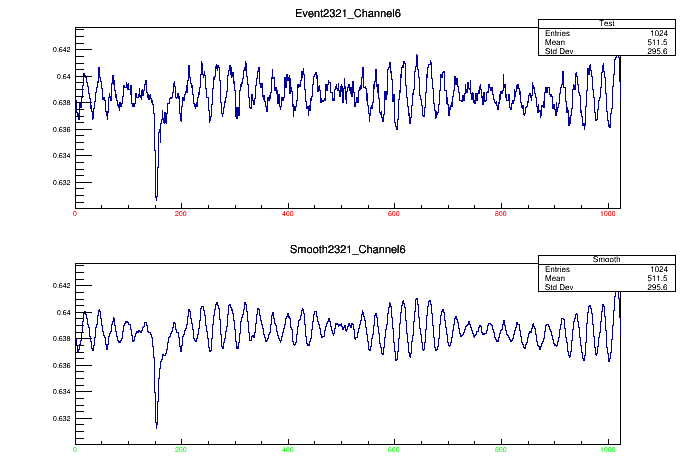 Event2321_Channel6
Test
Entries 1024
Mean 511.5
Std Dev 295.6
0.642
0.64
0.638
0.636
0.634
0.632
0 200 400 600 800 1000
Smooth2321_Channel6
Smooth
Entries 1024
Mean 511.5
Std Dev 295.6
0.642
0.64
0.638
0.636
0.634
0.632
0 200 400 600 800 1000